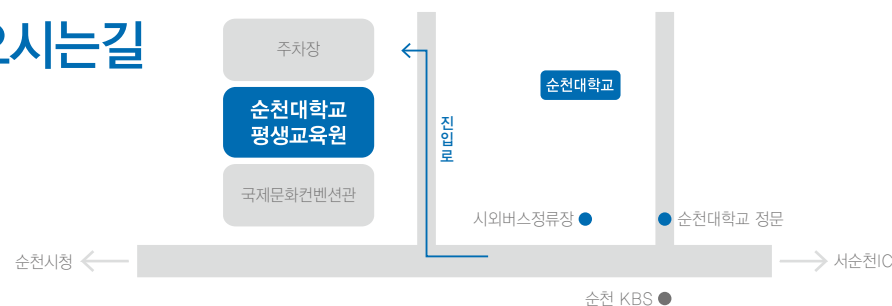 오시는길
주차장
순천대학교
순천대학교
평생교육원
진입로
국제문화컨벤션관
시외버스정류장
순천대학교 정문
순천시청
서순천IC
순천 KBS